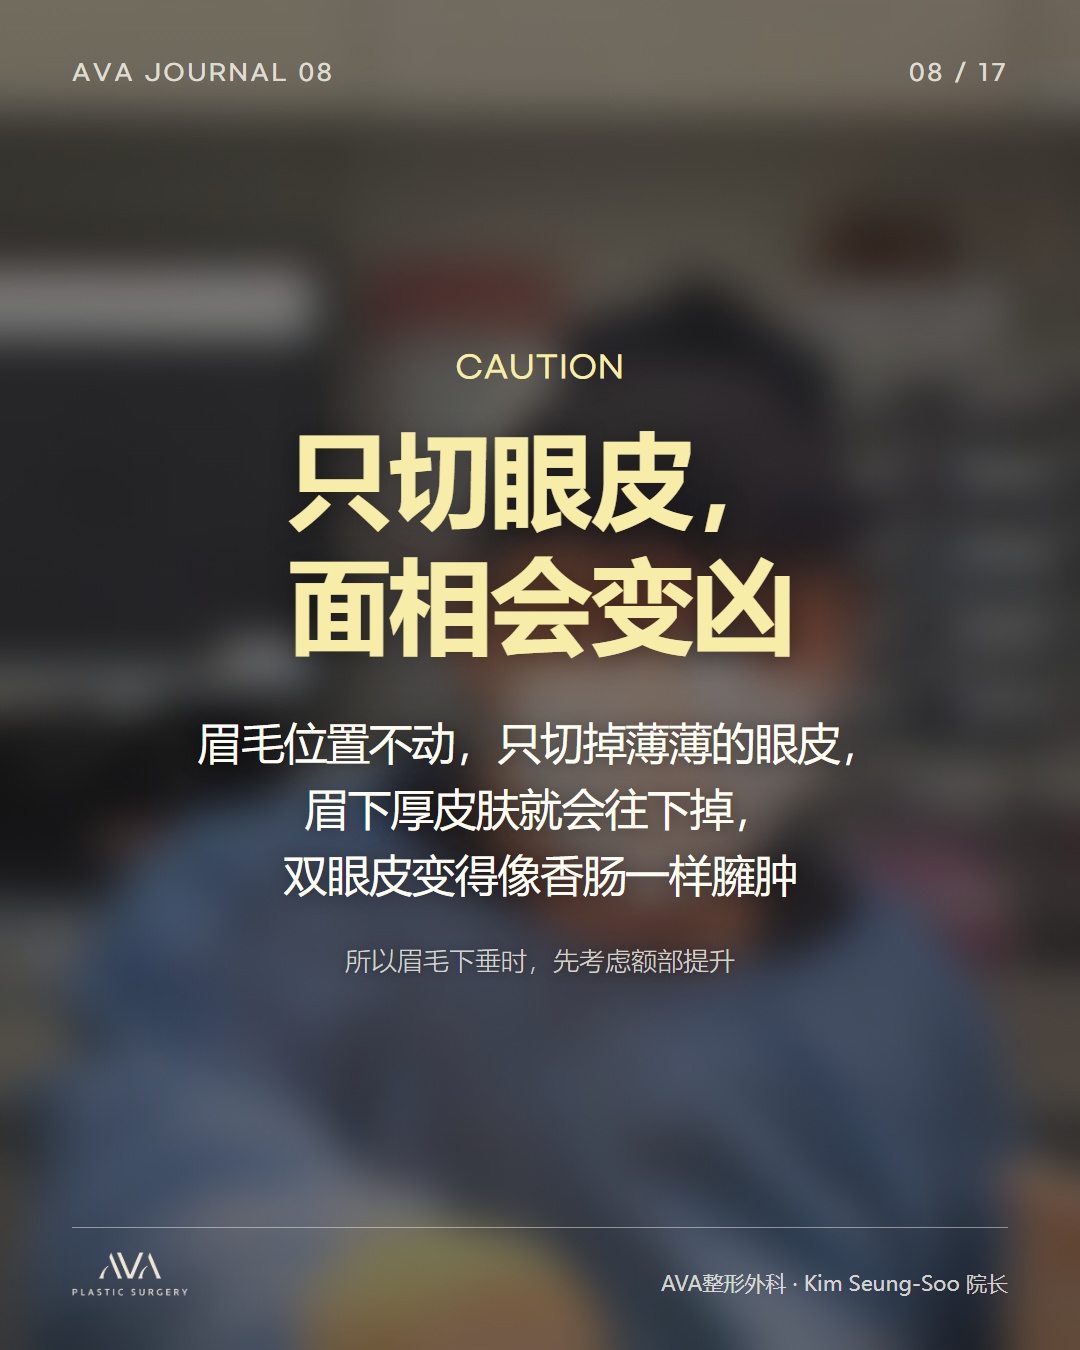 AVA JOURNAL 08
08 / 17
CAUTION
只切眼皮，
面相会变凶
眉毛位置不动，只切掉薄薄的眼皮，
眉下厚皮肤就会往下掉，
双眼皮变得像香肠一样臃肿
所以眉毛下垂时，先考虑额部提升
AVA
PLASTIC SURGERY
AVA整形外科 · Kim Seung-Soo 院长